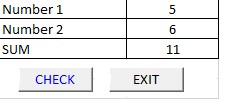 Number 1 5
Number 2 6
SUM 11
CHECK EXIT